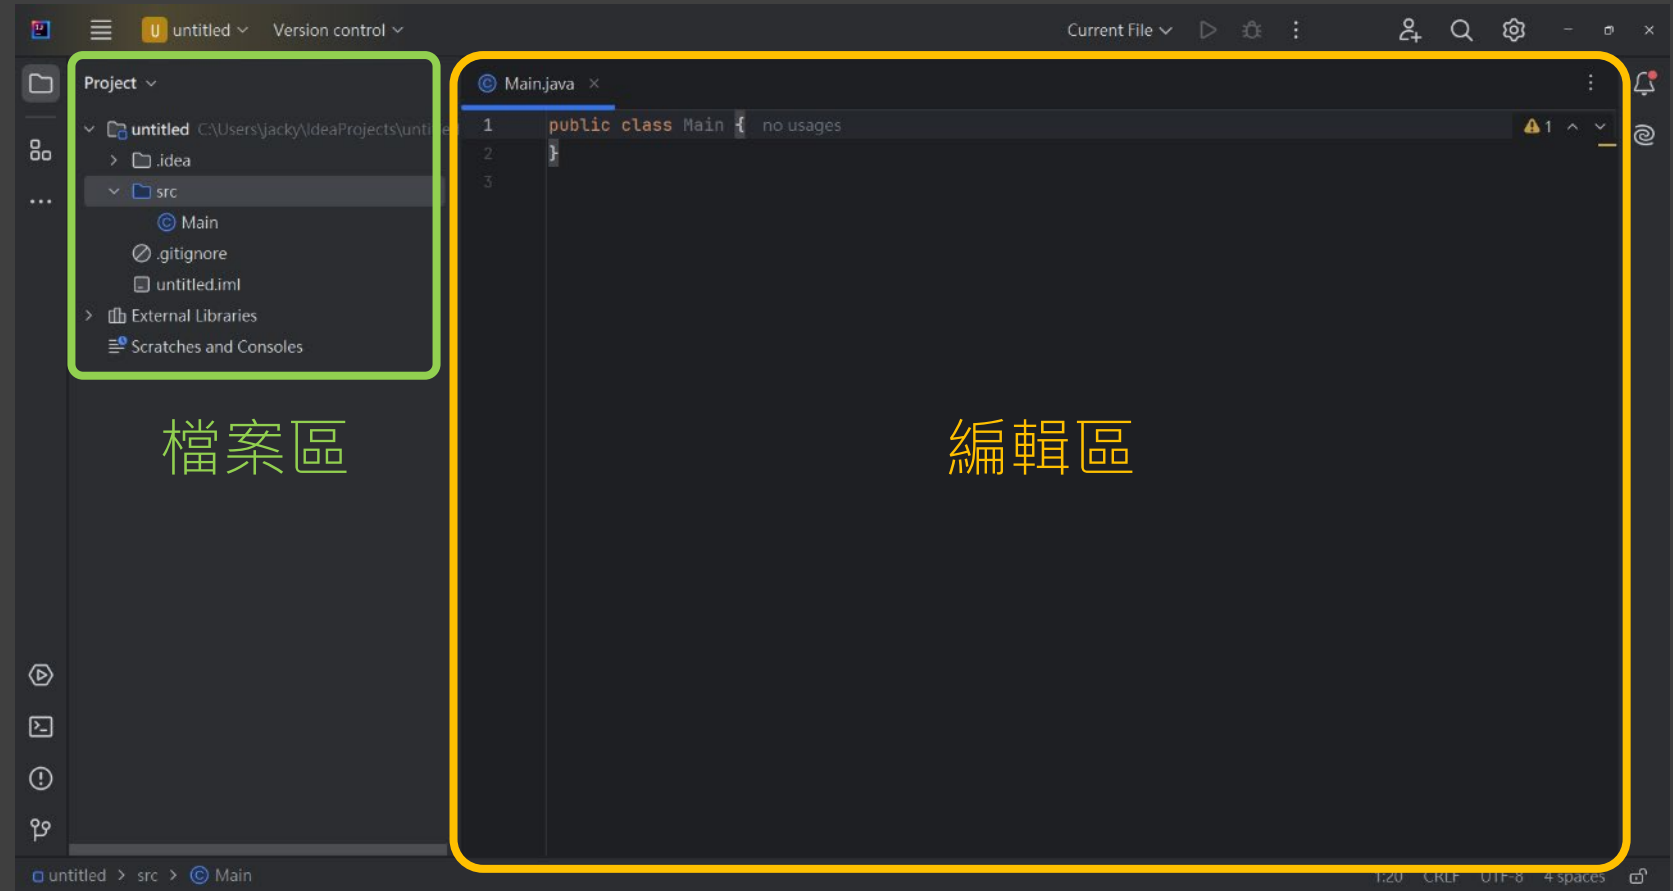 U untitled Version control Current File
Project
Main.java
untitled C:\Users\jacky\IdeaProjects\untitled
.idea
src
Main
.gitignore
untitled.iml
External Libraries
Scratches and Consoles
1 public class Main { no usages
2 }
3
1
檔案區
編輯區
untitled > src > Main
1:20 CRLF UTF-8 4 spaces